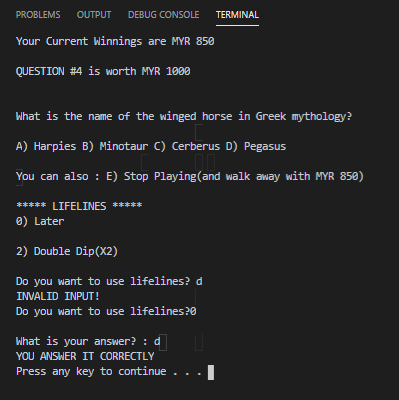 PROBLEMS OUTPUT DEBUG CONSOLE TERMINAL
Your Current Winnings are MYR 850
QUESTION #4 is worth MYR 1000
What is the name of the winged horse in Greek mythology?
A) Harpies B) Minotaur C) Cerberus D) Pegasus
You can also : E) Stop Playing(and walk away with MYR 850)
***** LIFELINES *****
0) Later
2) Double Dip(X2)
Do you want to use lifelines? d
INVALID INPUT!
Do you want to use lifelines?0
What is your answer? : d
YOU ANSWER IT CORRECTLY
Press any key to continue . . .